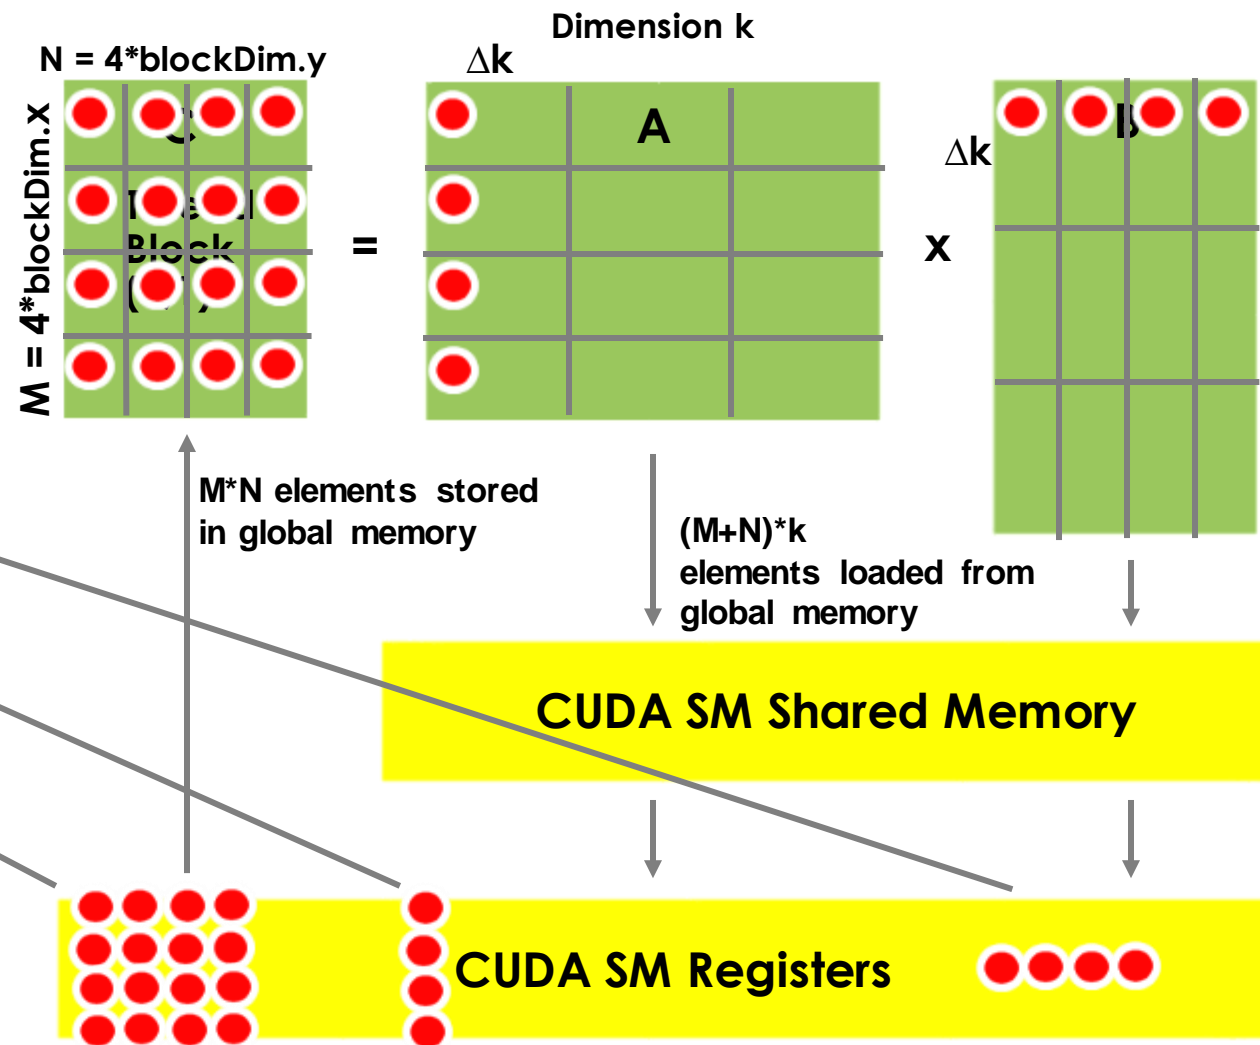 Dimension k
N = 4*blockDim.y
Δk
M = 4*blockDim.x
A
B
Δk
Block
=
x
M*N elements stored
in global memory
(M+N)*k
elements loaded from
global memory
CUDA SM Shared Memory
CUDA SM Registers